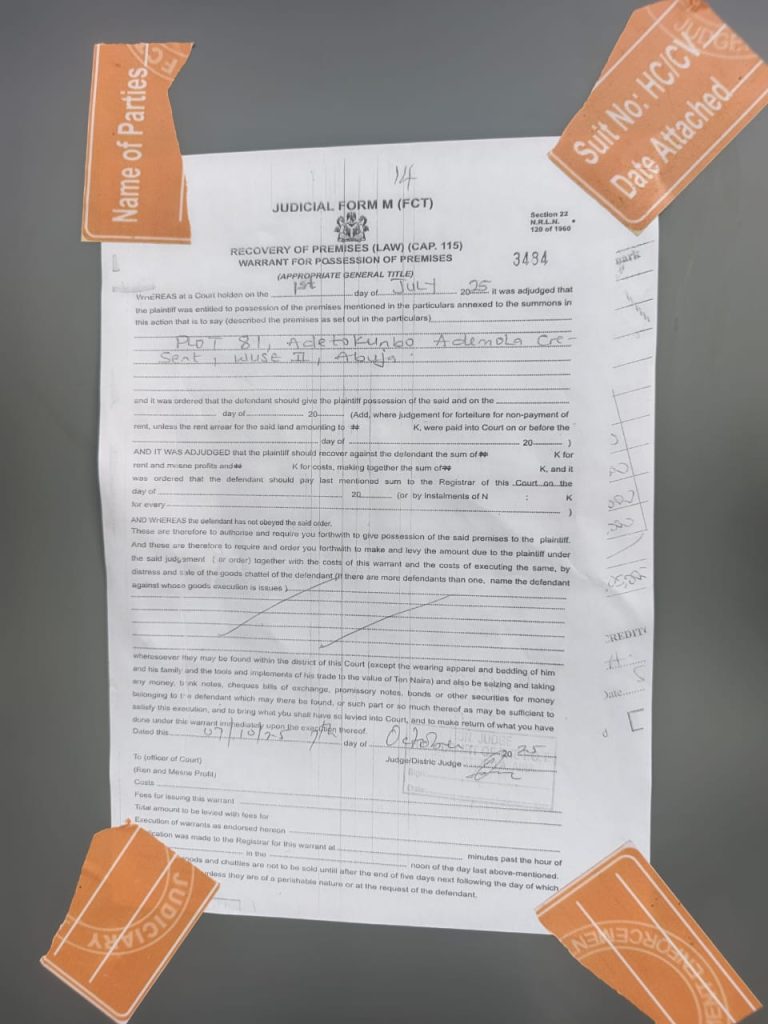 Name of Parties
Suit No: HC/CV
Date Attached
14
JUDICIAL FORM M (FCT)
Section 22
N.R.L.N.
120 of 1960
RECOVERY OF PREMISES (LAW) (CAP. 115)
WARRANT FOR POSSESSION OF PREMISES
3484
(APPROPRIATE GENERAL TITLE)
WHEREAS at a Court holden on the 1st day of JULY 2025 it was adjudged that
the plaintiff was entitled to possession of the premises mentioned in the particulars annexed to the summons in
this action that is to say (described the premises as set out in the particulars)
PLOT 81, Adetokunbo Ademola Cre-
sent, Wuse II, Abuja.
and it was ordered that the defendant should give the plaintiff possession of the said and on the
day of 20 (Add, where judgement for forteiture for non-payment of
rent, unless the rent arrear for the said land amounting to ₦ K, were paid into Court on or before the
day of 20 )
AND IT WAS ADJUDGED that the plaintiff should recover against the defendant the sum of ₦ K for
rent and mesne profits and ₦ K for costs, making together the sum of ₦ K, and it
was ordered that the defendant should pay last mentioned sum to the Registrar of this Court on the
day of 20 (or by instalments of N : K
for every )
AND WHEREAS the defendant has not obeyed the said order.
These are therefore to authorise and require you forthwith to give possession of the said premises to the plaintiff.
And these are therefore to require and order you forthwith to make and levy the amount due to the plaintiff under
the said judgement ( or order) together with the costs of this warrant and the costs of executing the same, by
distress and sale of the goods chattel of the defendant (if there are more defendants than one, name the defendant
against whose goods execution is issues )
wheresoever they may be found within the district of this Court (except the wearing apparel and bedding of him
and his family and the tools and implements of his trade to the value of Ten Naira) and also be seizing and taking
any money, bank notes, cheques bills of exchange, promissory notes, bonds or other securities for money
belonging to the defendant which may there be found, or such part or so much thereof as may be sufficient to
satisfy this execution, and to bring what you shall have so levied into Court, and to make return of what you have
done under this warrant immediately upon the execution thereof.
Dated this 07/10/25 day of October 20 25
To (officer of Court)
Judge/Distric Judge
(Ren and Mesne Profit)
Costs
Fees for issuing this warrant
Total amount to be levied with fees for
Execution of warrants as endorsed hereon
ication was made to the Registrar for this warrant at minutes past the hour of
in the noon of the day last above-mentioned.
oods and chattles are not to be sold untill after the end of five days next following the day of which
unless they are of a perishable nature or at the request of the defendant.
CREDITO
Date
JUDICIARY